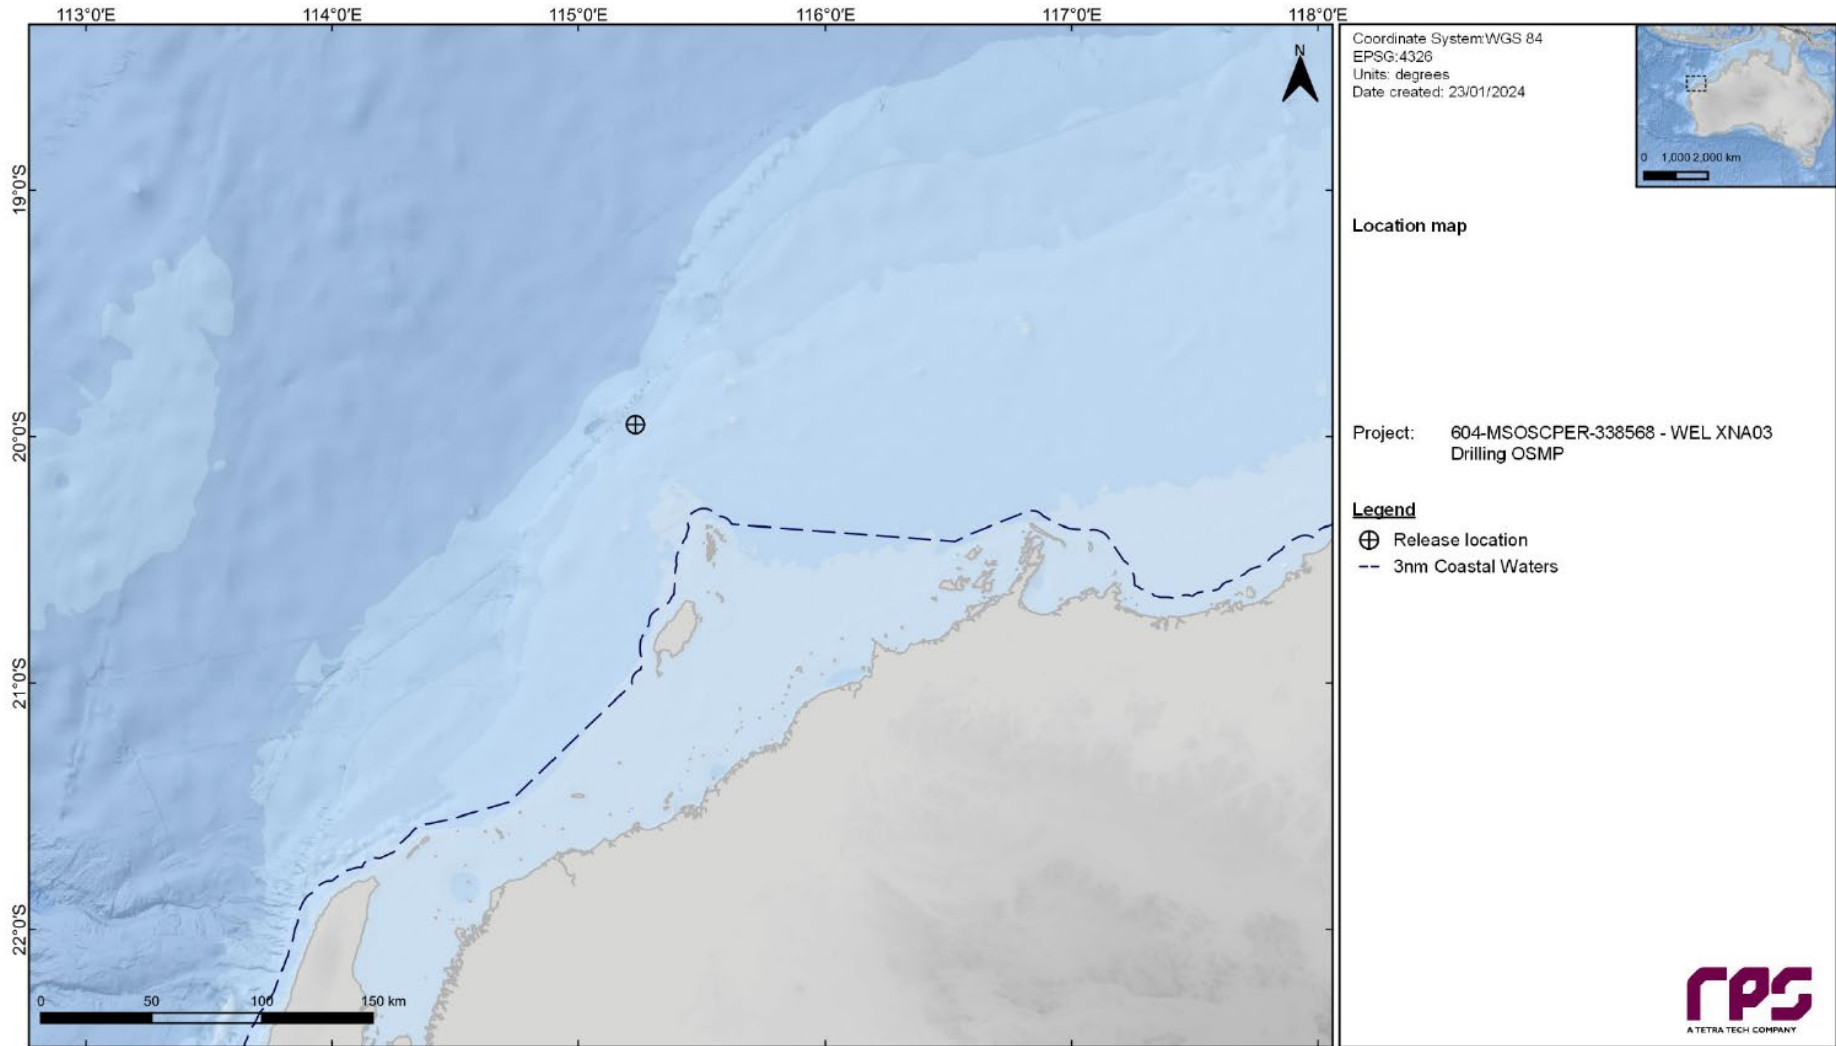 113°0'E 114°0'E 115°0'E 116°0'E 117°0'E 118°0'E
19°0'S
20°0'S
21°0'S
22°0'S
N
0 50 100 150 km
Coordinate System:WGS 84
EPSG:4326
Units: degrees
Date created: 23/01/2024
0 1,000 2,000 km
Location map
Project: 604-MSOSCPER-338568 - WEL XNA03
Drilling OSMP
Legend
Release location
3nm Coastal Waters
rps
A TETRA TECH COMPANY